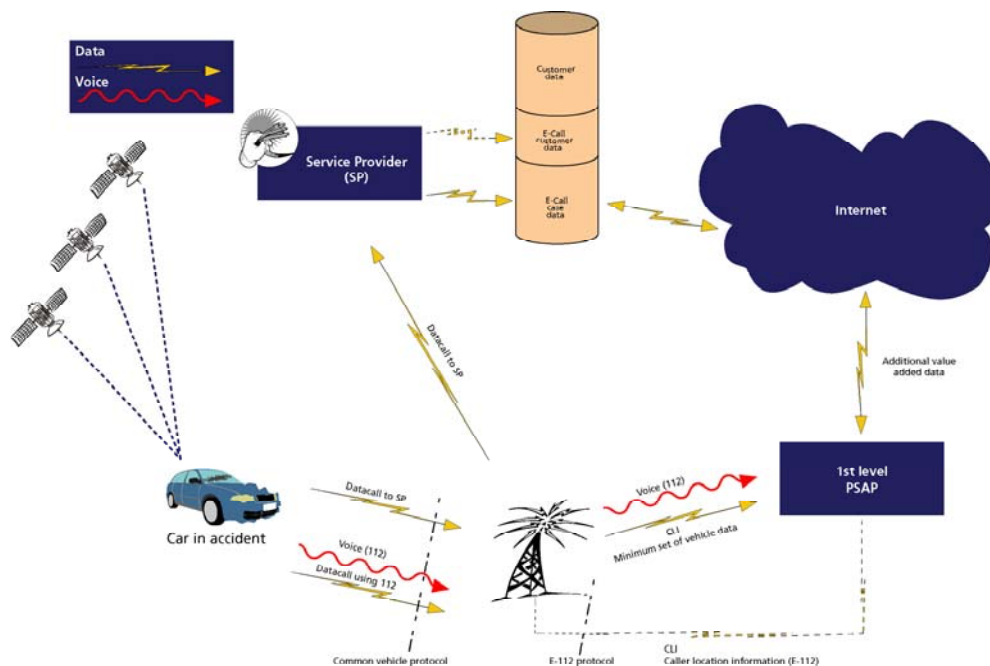 Data
Voice
Service Provider
(SP)
Customer
data
E-Call
customer
data
E-Call
case
data
Internet
Datacall to SP
Additional value
added data
1st level
PSAP
Car in accident
Datacall to SP
Voice (112)
Datacall using 112
Voice (112)
CLI
Minimum set of vehicle data
Common vehicle protocol
E-112 protocol
CLI
Caller location information (E-112)